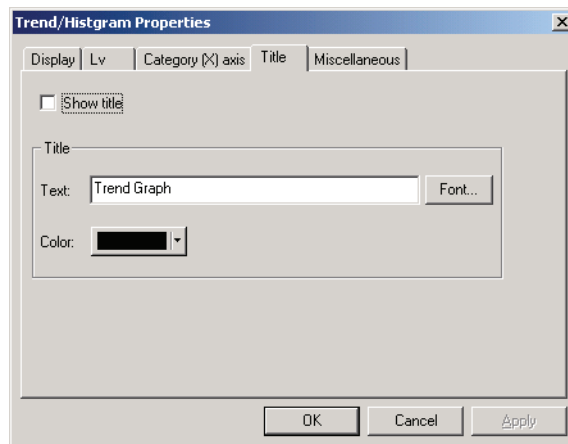 Trend/Histgram Properties
Display Lv Category (X) axis Title Miscellaneous
Show title
Title
Text: Trend Graph Font...
Color:
OK Cancel Apply